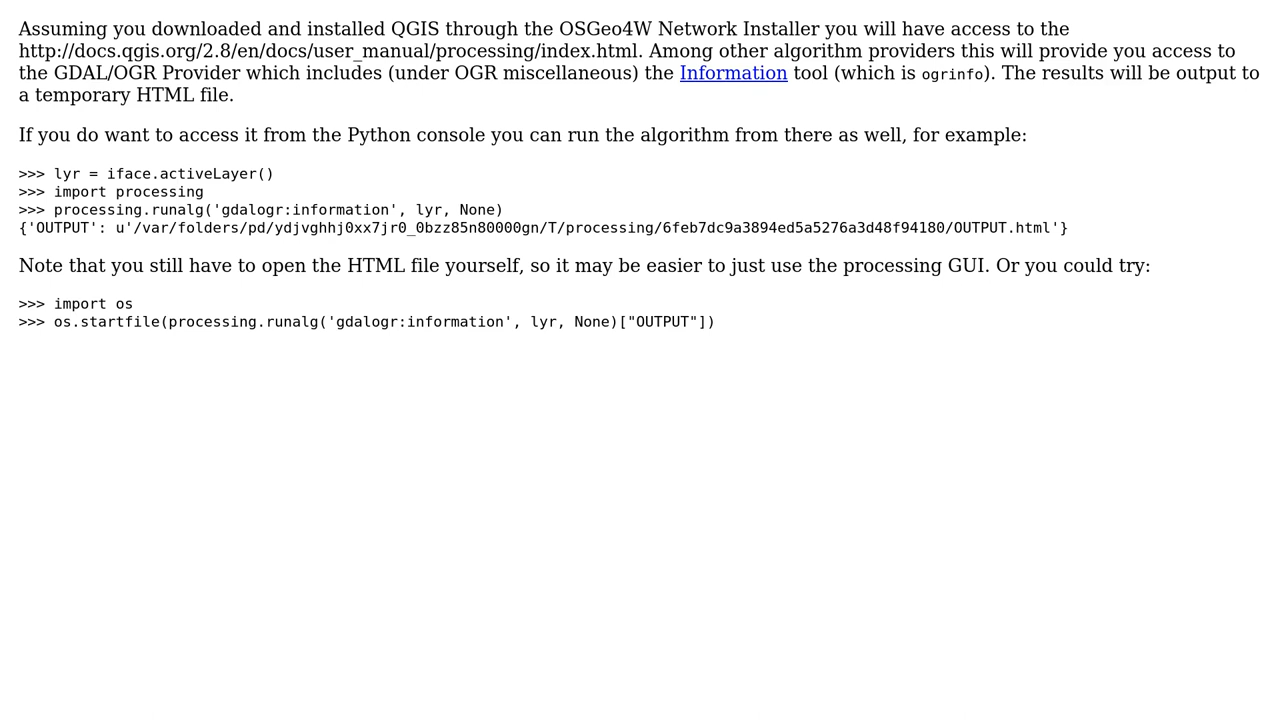 Assuming you downloaded and installed QGIS through the OSGeo4W Network Installer you will have access to the
http://docs.qgis.org/2.8/en/docs/user_manual/processing/index.html. Among other algorithm providers this will provide you access to
the GDAL/OGR Provider which includes (under OGR miscellaneous) the Information tool (which is ogrinfo). The results will be output to
a temporary HTML file.
If you do want to access it from the Python console you can run the algorithm from there as well, for example:
>>> lyr = iface.activeLayer()
>>> import processing
>>> processing.runalg('gdalogr:information', lyr, None)
{'OUTPUT': u'/var/folders/pd/ydjvghhj0xx7jr0_0bzz85n80000gn/T/processing/6feb7dc9a3894ed5a5276a3d48f94180/OUTPUT.html'}
Note that you still have to open the HTML file yourself, so it may be easier to just use the processing GUI. Or you could try:
>>> import os
>>> os.startfile(processing.runalg('gdalogr:information', lyr, None)["OUTPUT"])